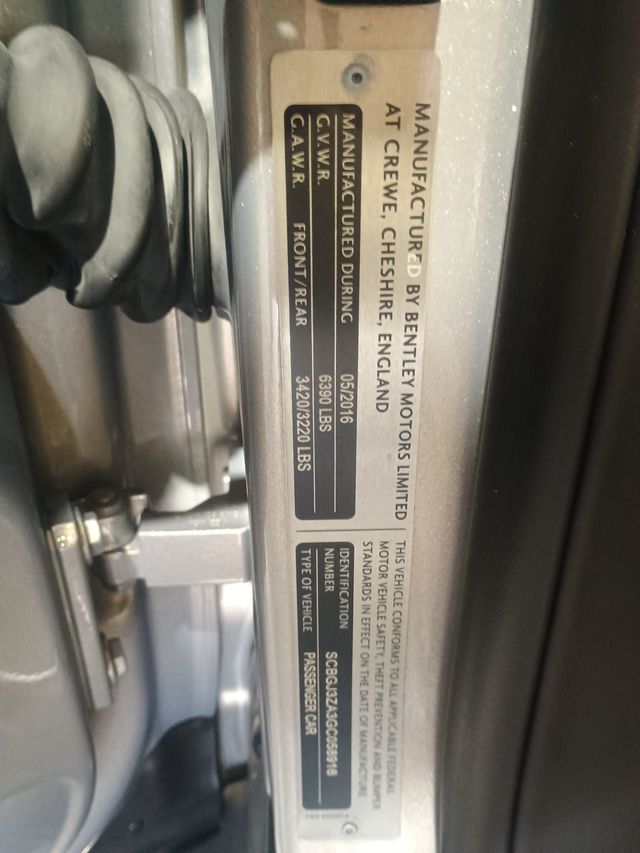 MANUFACTURED BY BENTLEY MOTORS LIMITED
AT CREWE, CHESHIRE, ENGLAND
MANUFACTURED DURING 05/2016
G.V.W.R. 6390 LBS
G.A.W.R. FRONT/REAR 3420/3220 LBS
THIS VEHICLE CONFORMS TO ALL APPLICABLE FEDERAL
MOTOR VEHICLE SAFETY, THEFT PREVENTION AND BUMPER
STANDARDS IN EFFECT ON THE DATE OF MANUFACTURE
IDENTIFICATION
NUMBER SCBGJ3ZA3GC058916
TYPE OF VEHICLE PASSENGER CAR